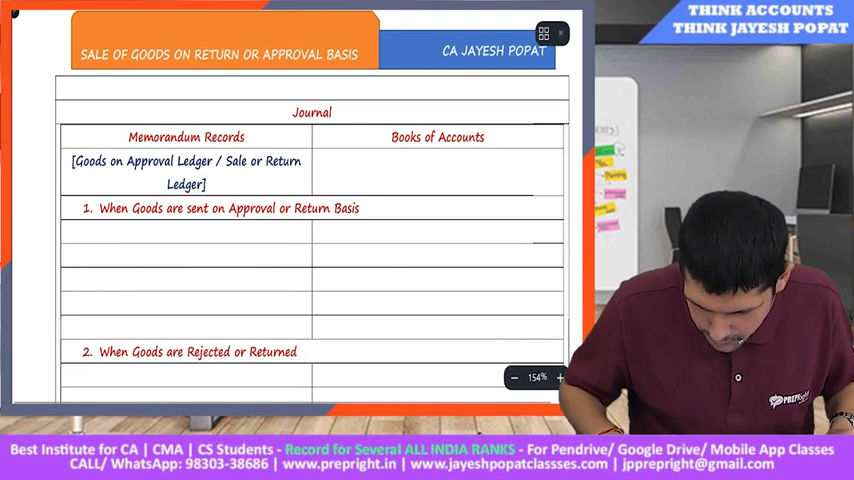 THINK ACCOUNTS
THINK JAYESH POPAT
SALE OF GOODS ON RETURN OR APPROVAL BASIS
CA JAYESH POPAT
Journal
Memorandum Records
Books of Accounts
[Goods on Approval Ledger / Sale or Return
Ledger]
1. When Goods are sent on Approval or Return Basis
2. When Goods are Rejected or Returned
154%
PREPRight
Best Institute for CA | CMA | CS Students - Record for Several ALL INDIA RANKS - For Pendrive/ Google Drive/ Mobile App Classes
CALL/ WhatsApp: 98303-38686 | www.prepright.in | www.jayeshpopatclassses.com | jpprepright@gmail.com